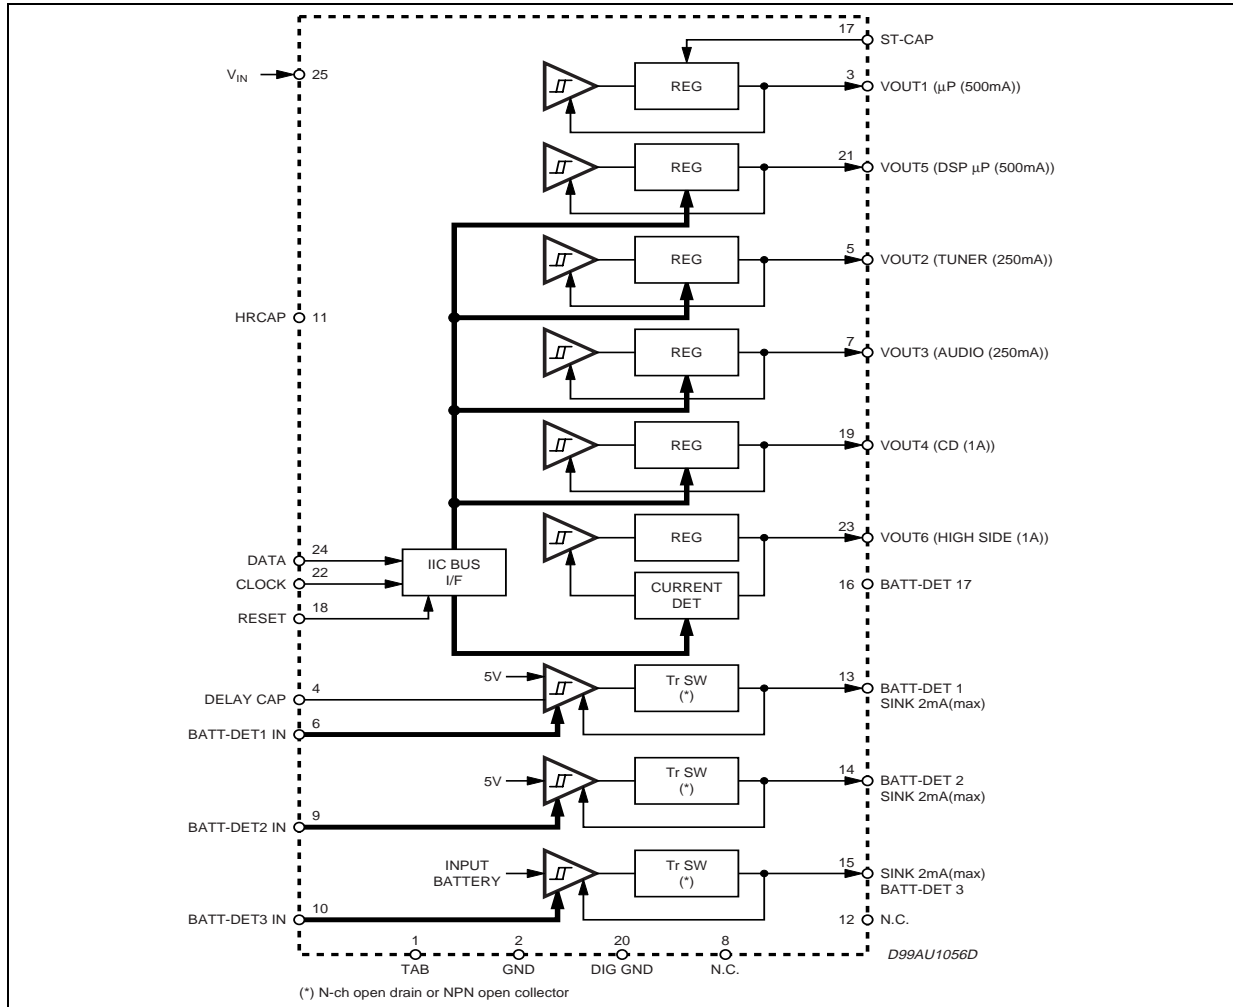 17 ST-CAP
VIN 25
REG 3 VOUT1 (µP (500mA))
REG 21 VOUT5 (DSP µP (500mA))
REG 5 VOUT2 (TUNER (250mA))
HRCAP 11
REG 7 VOUT3 (AUDIO (250mA))
REG 19 VOUT4 (CD (1A))
REG 23 VOUT6 (HIGH SIDE (1A))
DATA 24
CLOCK 22
RESET 18
IIC BUS
I/F
CURRENT
DET
16 BATT-DET 17
5V Tr SW
(*)
13 BATT-DET 1
SINK 2mA(max)
DELAY CAP 4
BATT-DET1 IN 6
5V Tr SW
(*)
14 BATT-DET 2
SINK 2mA(max)
BATT-DET2 IN 9
INPUT
BATTERY
Tr SW
(*)
15 SINK 2mA(max)
BATT-DET 3
BATT-DET3 IN 10
12 N.C.
1 2 20 8
TAB GND DIG GND N.C.
D99AU1056D
(*) N-ch open drain or NPN open collector